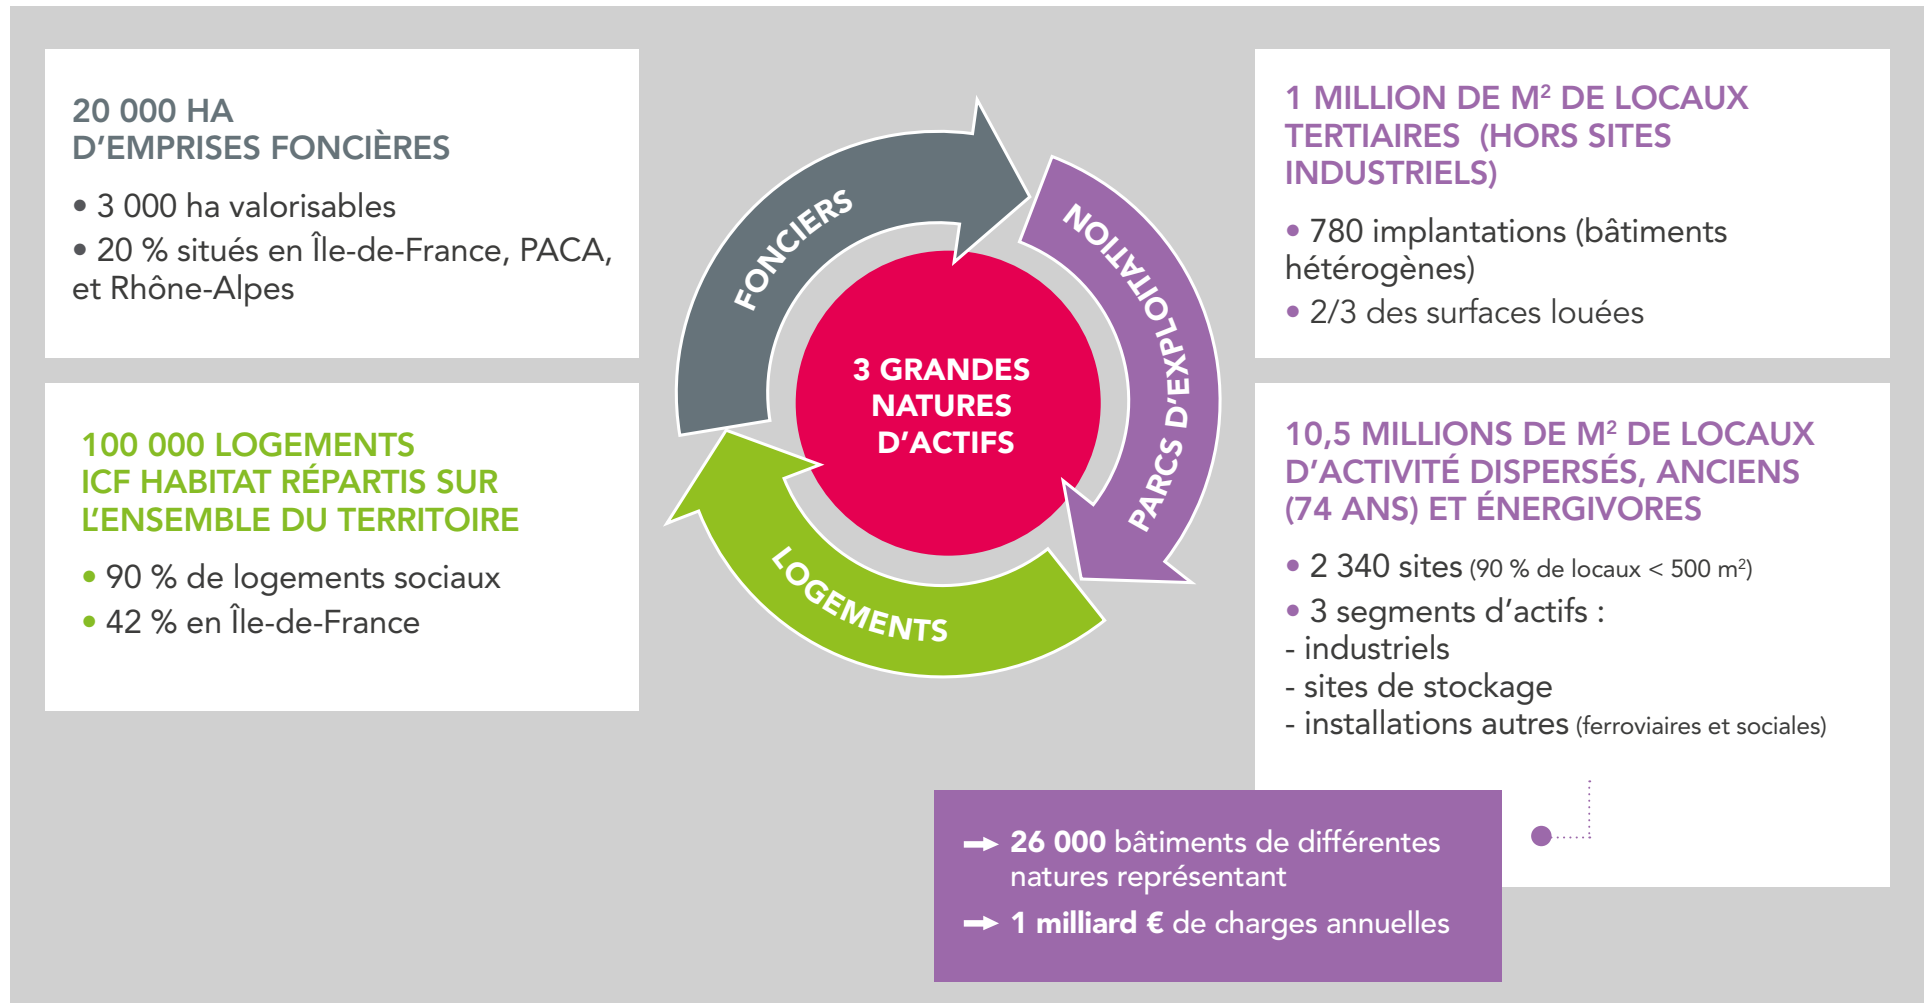 20 000 HA
D’EMPRISES FONCIÈRES
• 3 000 ha valorisables
• 20 % situés en Île-de-France, PACA,
et Rhône-Alpes
100 000 LOGEMENTS
ICF HABITAT RÉPARTIS SUR
L’ENSEMBLE DU TERRITOIRE
• 90 % de logements sociaux
• 42 % en Île-de-France
FONCIERS
PARCS D’EXPLOITATION
LOGEMENTS
3 GRANDES
NATURES
D’ACTIFS
1 MILLION DE M² DE LOCAUX
TERTIAIRES (HORS SITES
INDUSTRIELS)
• 780 implantations (bâtiments
hétérogènes)
• 2/3 des surfaces louées
10,5 MILLIONS DE M² DE LOCAUX
D’ACTIVITÉ DISPERSÉS, ANCIENS
(74 ANS) ET ÉNERGIVORES
• 2 340 sites (90 % de locaux < 500 m²)
• 3 segments d’actifs :
- industriels
- sites de stockage
- installations autres (ferroviaires et sociales)
➞ 26 000 bâtiments de différentes
natures représentant
➞ 1 milliard € de charges annuelles